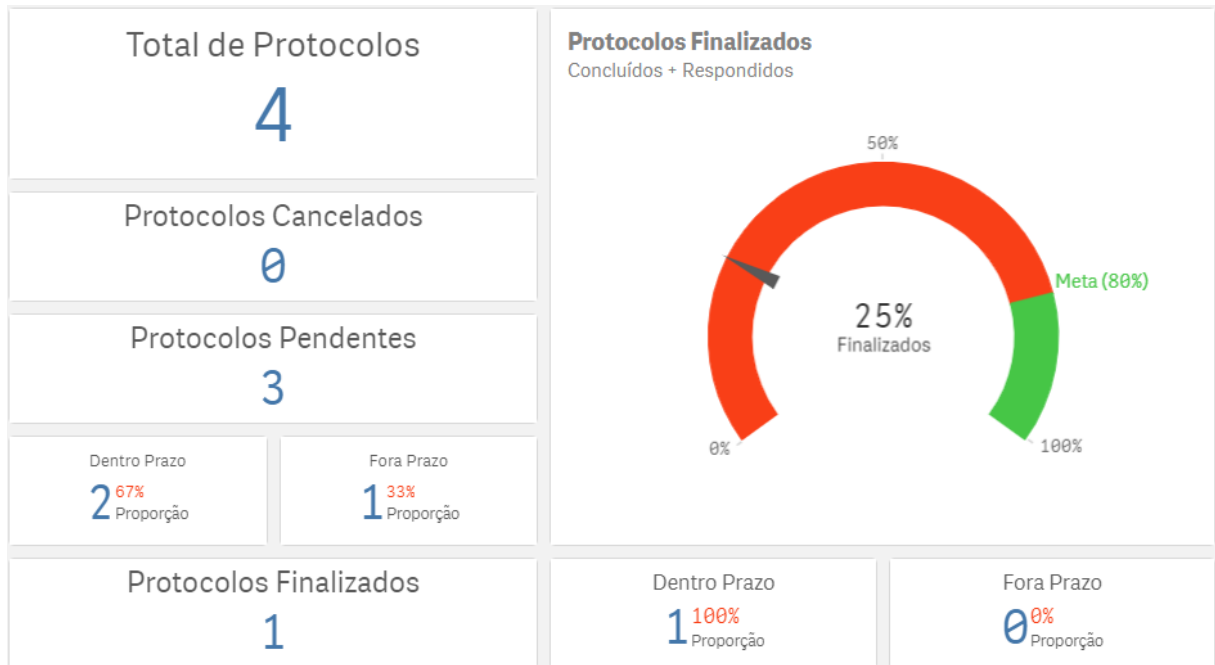 Total de Protocolos
4
Protocolos Cancelados
0
Protocolos Pendentes
3
Dentro Prazo
2 67%
Proporção
Fora Prazo
1 33%
Proporção
Protocolos Finalizados
1
Protocolos Finalizados
Concluídos + Respondidos
50%
Meta (80%)
25%
Finalizados
0%
100%
Dentro Prazo
1 100%
Proporção
Fora Prazo
0 0%
Proporção